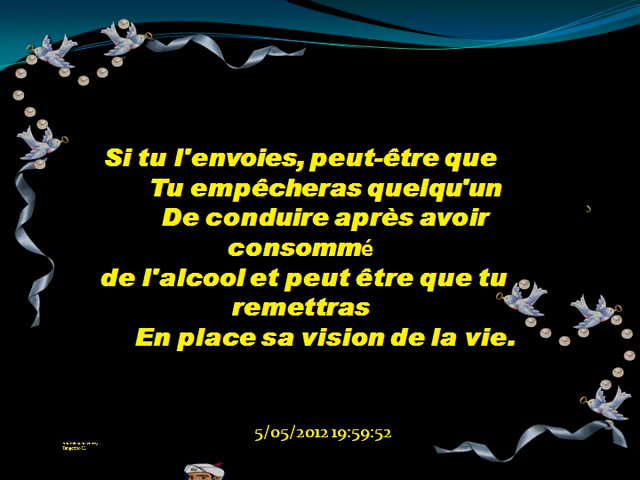 Si tu l'envoies, peut-être que
Tu empêcheras quelqu'un
De conduire après avoir
consommé
de l'alcool et peut être que tu
remettras
En place sa vision de la vie.
5/05/2012 19:59:52